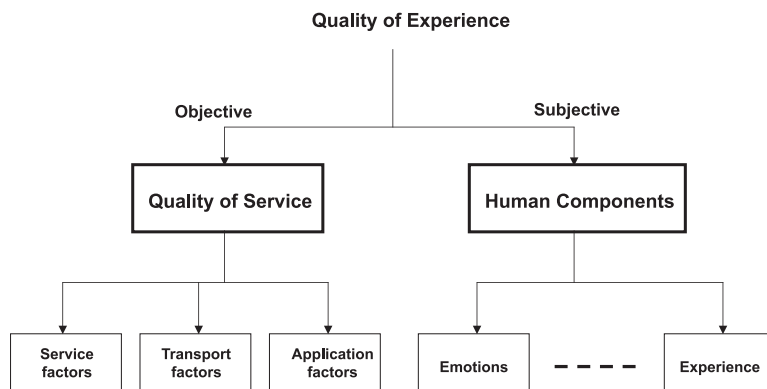 Quality of Experience
Objective
Subjective
Quality of Service
Human Components
Service
factors
Transport
factors
Application
factors
Emotions
Experience